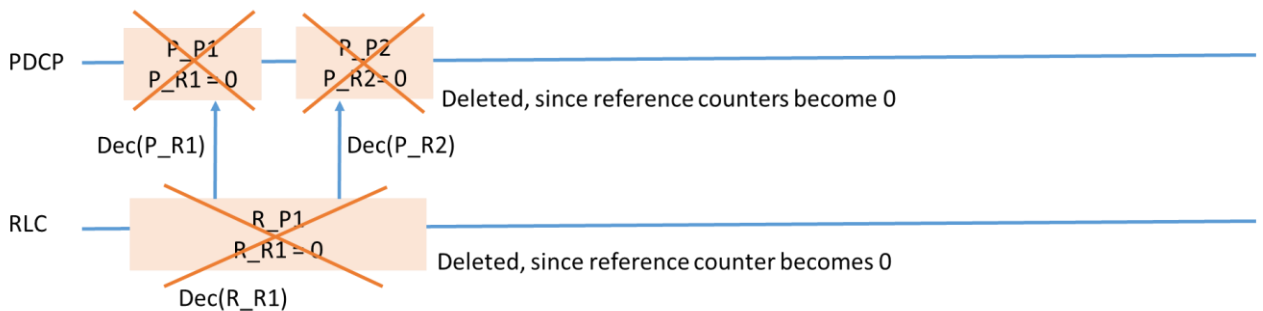 P_P1
P_P2
PDCP
P_R1 = 0
P_R2= 0
Deleted, since reference counters become 0
Dec(P_R1)
Dec(P_R2)
R_P1
RLC
R_R1 = 0
Deleted, since reference counter becomes 0
Dec(R_R1)